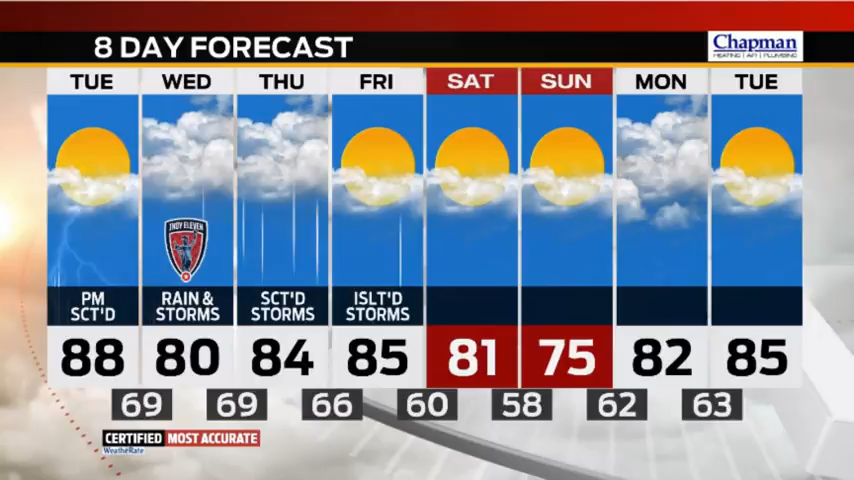 8 DAY FORECAST
Chapman
HEATING | AIR | PLUMBING
TUE WED THU FRI SAT SUN MON TUE
INDY ELEVEN
PM
SCT'D
RAIN &
STORMS
SCT'D
STORMS
ISLT'D
STORMS
88 80 84 85 81 75 82 85
69 69 66 60 58 62 63
CERTIFIED MOST ACCURATE
WeatheRate